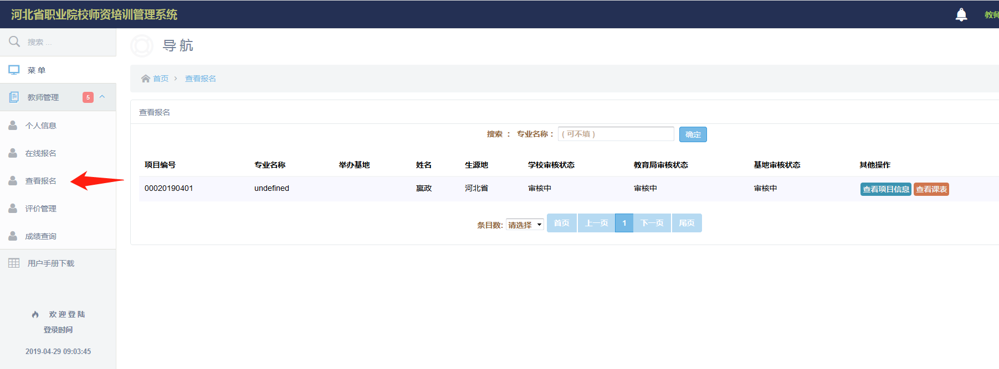 河北省职业院校师资培训管理系统
教师
搜索 ...
菜 单
教师管理 5
个人信息
在线报名
查看报名
评价管理
成绩查询
用户手册下载
欢 迎 登 陆
登录时间
2019-04-29 09:03:45
导 航
首页 > 查看报名
查看报名
搜索 ： 专业名称： ( 可不填 ) 确定
项目编号 专业名称 举办基地 姓名 生源地 学校审核状态 教育局审核状态 基地审核状态 其他操作
00020190401 undefined 嬴政 河北省 审核中 审核中 审核中 查看项目信息 查看课表
条目数: 请选择 首页 上一页 1 下一页 尾页